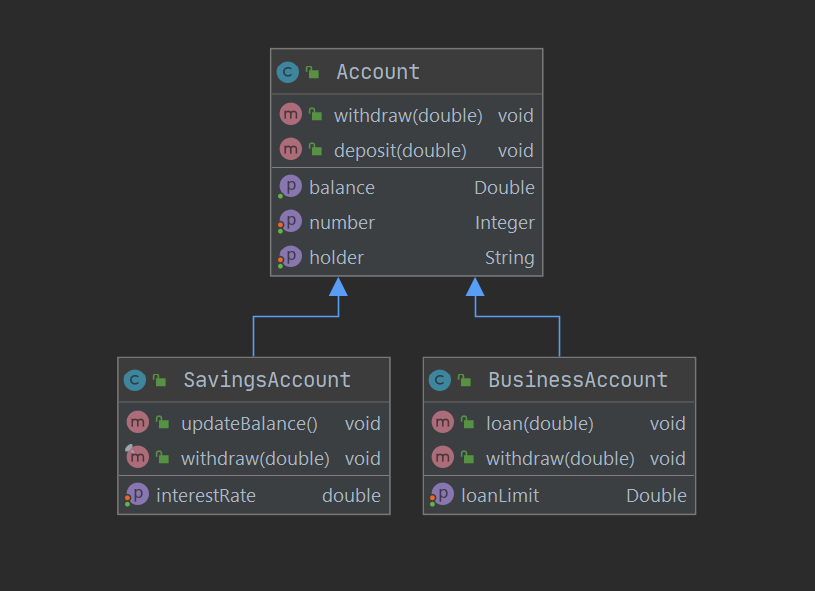 C Account
m withdraw(double) void
m deposit(double) void
p balance Double
p number Integer
p holder String
C SavingsAccount
m updateBalance() void
m withdraw(double) void
p interestRate double
C BusinessAccount
m loan(double) void
m withdraw(double) void
p loanLimit Double